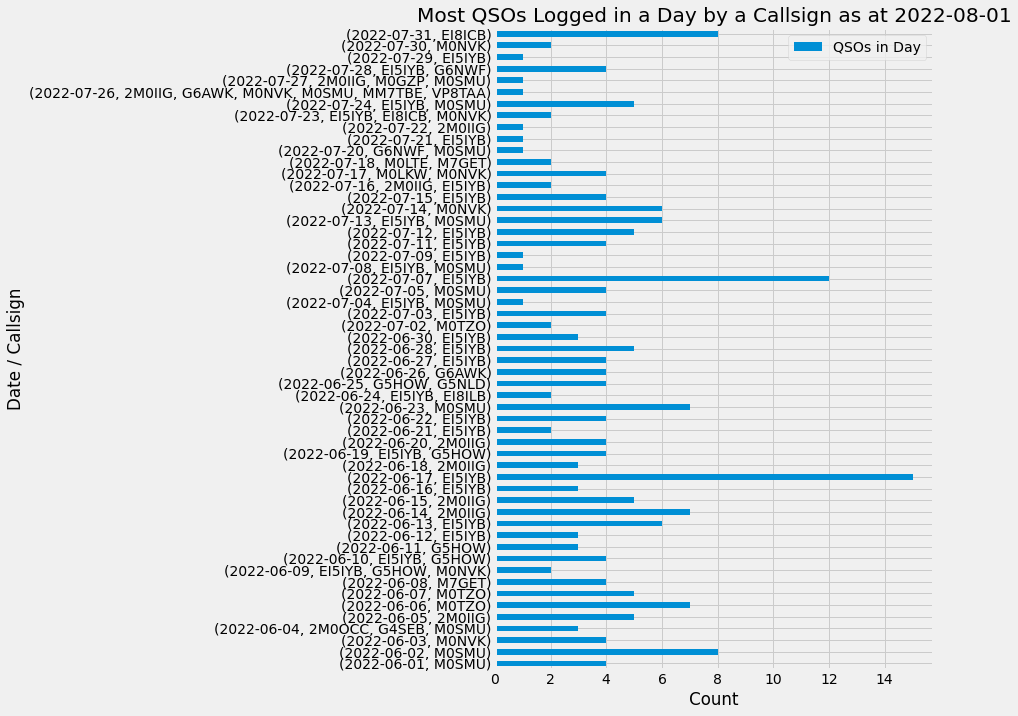 Most QSOs Logged in a Day by a Callsign as at 2022-08-01
QSOs in Day
(2022-07-31, EI8ICB)
(2022-07-30, M0NVK)
(2022-07-29, EI5IYB)
(2022-07-28, EI5IYB, G6NWF)
(2022-07-27, 2M0IIG, M0GZP, M0SMU)
(2022-07-26, 2M0IIG, G6AWK, M0NVK, M0SMU, MM7TBE, VP8TAA)
(2022-07-24, EI5IYB, M0SMU)
(2022-07-23, EI5IYB, EI8ICB, M0NVK)
(2022-07-22, 2M0IIG)
(2022-07-21, EI5IYB)
(2022-07-20, G6NWF, M0SMU)
(2022-07-18, M0LTE, M7GET)
(2022-07-17, M0LKW, M0NVK)
(2022-07-16, 2M0IIG, EI5IYB)
(2022-07-15, EI5IYB)
(2022-07-14, M0NVK)
(2022-07-13, EI5IYB, M0SMU)
(2022-07-12, EI5IYB)
(2022-07-11, EI5IYB)
(2022-07-09, EI5IYB)
(2022-07-08, EI5IYB, M0SMU)
(2022-07-07, EI5IYB)
(2022-07-05, M0SMU)
(2022-07-04, EI5IYB, M0SMU)
(2022-07-03, EI5IYB)
(2022-07-02, M0TZO)
(2022-06-30, EI5IYB)
(2022-06-28, EI5IYB)
(2022-06-27, EI5IYB)
(2022-06-26, G6AWK)
(2022-06-25, G5HOW, G5NLD)
(2022-06-24, EI5IYB, EI8ILB)
(2022-06-23, M0SMU)
(2022-06-22, EI5IYB)
(2022-06-21, EI5IYB)
(2022-06-20, 2M0IIG)
(2022-06-19, EI5IYB, G5HOW)
(2022-06-18, 2M0IIG)
(2022-06-17, EI5IYB)
(2022-06-16, EI5IYB)
(2022-06-15, 2M0IIG)
(2022-06-14, 2M0IIG)
(2022-06-13, EI5IYB)
(2022-06-12, EI5IYB)
(2022-06-11, G5HOW)
(2022-06-10, EI5IYB, G5HOW)
(2022-06-09, EI5IYB, G5HOW, M0NVK)
(2022-06-08, M7GET)
(2022-06-07, M0TZO)
(2022-06-06, M0TZO)
(2022-06-05, 2M0IIG)
(2022-06-04, 2M0OCC, G4SEB, M0SMU)
(2022-06-03, M0NVK)
(2022-06-02, M0SMU)
(2022-06-01, M0SMU)
Date / Callsign
0 2 4 6 8 10 12 14
Count